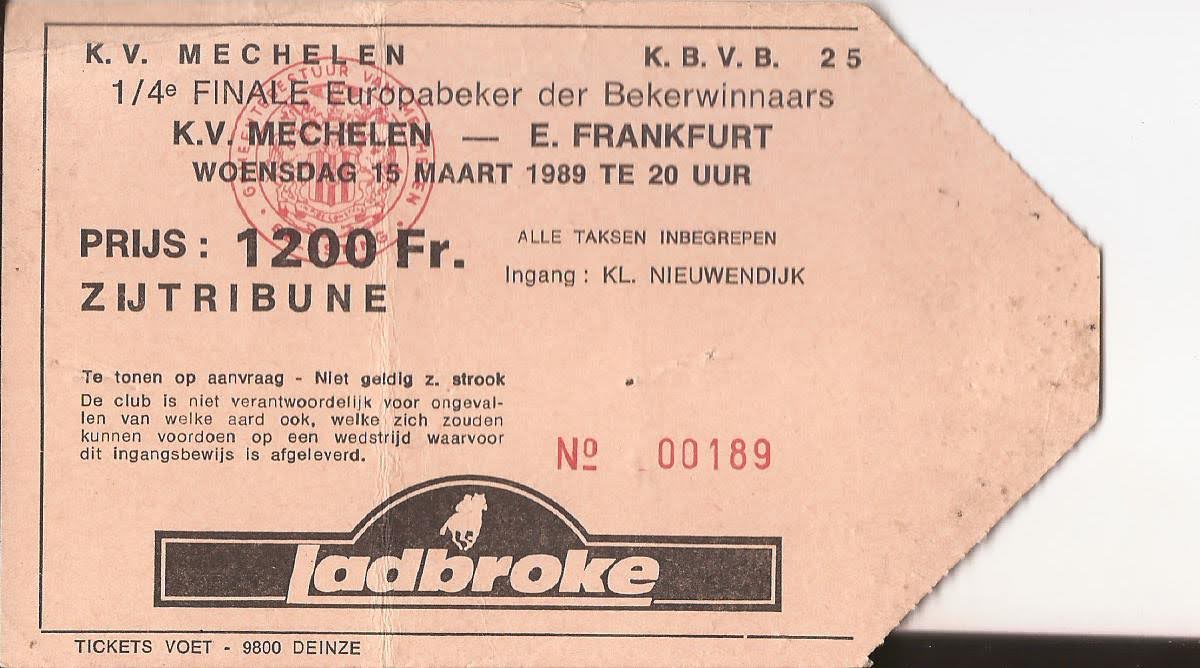 K. V. MECHELEN K. B. V. B. 25
1/4e FINALE Europabeker der Bekerwinnaars
K.V. MECHELEN — E. FRANKFURT
WOENSDAG 15 MAART 1989 TE 20 UUR
PRIJS : 1200 Fr.
ALLE TAKSEN INBEGREPEN
Ingang : KL. NIEUWENDIJK
ZIJTRIBUNE
Te tonen op aanvraag - Niet geldig z. strook
De club is niet verantwoordelijk voor ongeval-
len van welke aard ook, welke zich zouden
kunnen voordoen op een wedstrijd waarvoor
dit ingangsbewijs is afgeleverd.
Nº 00189
Ladbroke
TICKETS VOET - 9800 DEINZE
GEMEENTEBESTUUR VAN MECHELEN